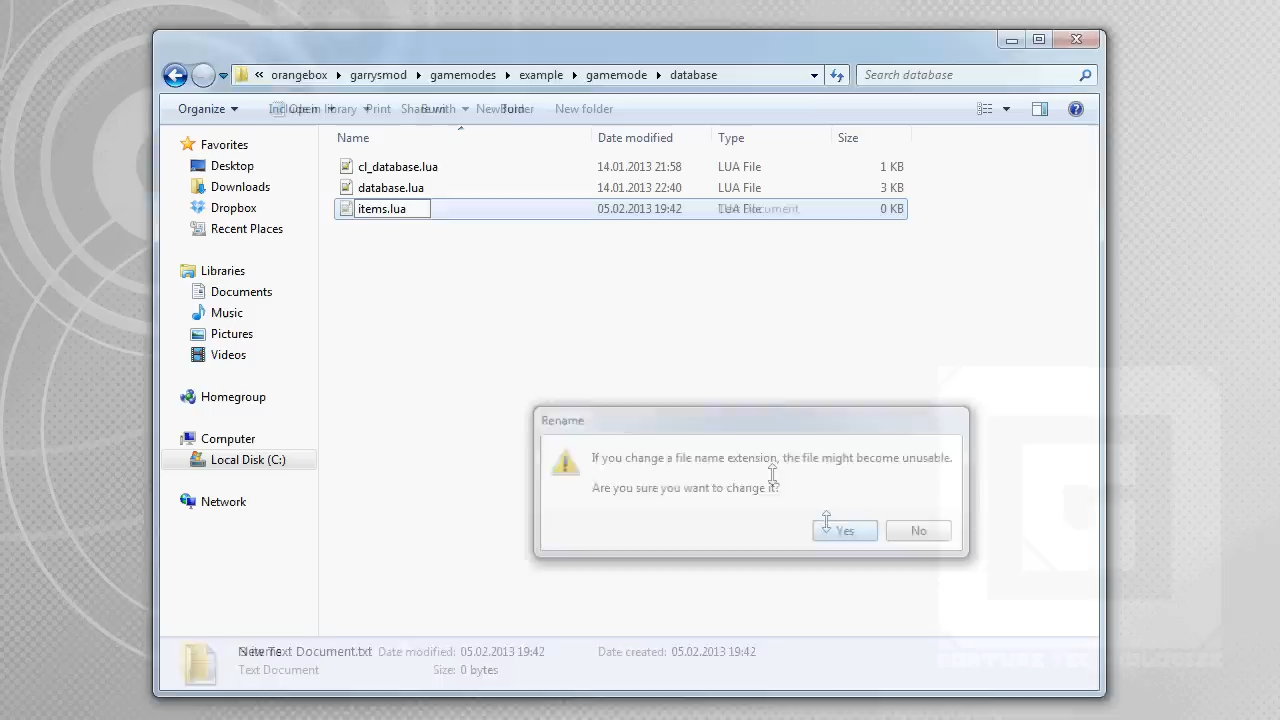 « orangebox garrysmod gamemodes example gamemode database
Search database
Organize Include in library Open Print Share with Burn New folder New folder
Name Date modified Type Size
Favorites
Desktop
Downloads
Dropbox
Recent Places
Libraries
Documents
Music
Pictures
Videos
Homegroup
Computer
Local Disk (C:)
Network
cl_database.lua 14.01.2013 21:58 LUA File 1 KB
database.lua 14.01.2013 22:40 LUA File 3 KB
items.lua 05.02.2013 19:42 LUA File 0 KB
Rename
If you change a file name extension, the file might become unusable.
Are you sure you want to change it?
Yes No
New Text Document.txt Date modified: 05.02.2013 19:42 Date created: 05.02.2013 19:42
Text Document Size: 0 bytes